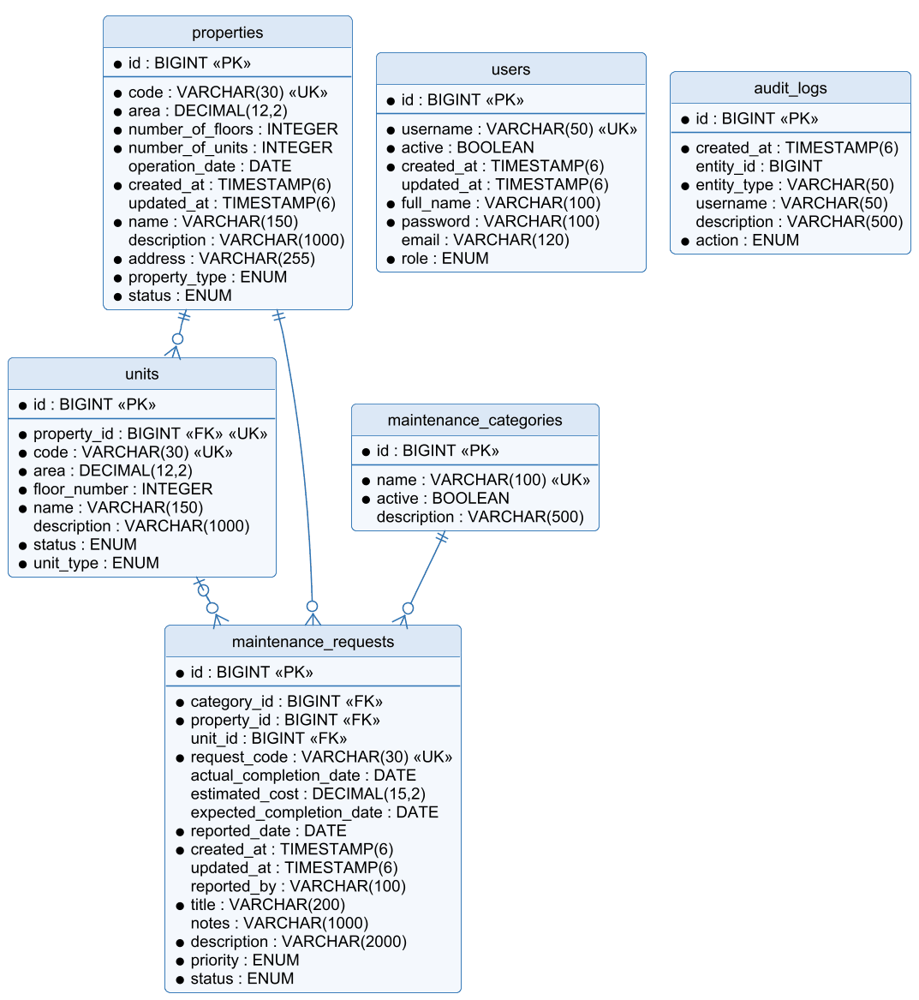 properties
id : BIGINT «PK»
code : VARCHAR(30) «UK»
area : DECIMAL(12,2)
number_of_floors : INTEGER
number_of_units : INTEGER
operation_date : DATE
created_at : TIMESTAMP(6)
updated_at : TIMESTAMP(6)
name : VARCHAR(150)
description : VARCHAR(1000)
address : VARCHAR(255)
property_type : ENUM
status : ENUM
users
id : BIGINT «PK»
username : VARCHAR(50) «UK»
active : BOOLEAN
created_at : TIMESTAMP(6)
updated_at : TIMESTAMP(6)
full_name : VARCHAR(100)
password : VARCHAR(100)
email : VARCHAR(120)
role : ENUM
audit_logs
id : BIGINT «PK»
created_at : TIMESTAMP(6)
entity_id : BIGINT
entity_type : VARCHAR(50)
username : VARCHAR(50)
description : VARCHAR(500)
action : ENUM
units
id : BIGINT «PK»
property_id : BIGINT «FK» «UK»
code : VARCHAR(30) «UK»
area : DECIMAL(12,2)
floor_number : INTEGER
name : VARCHAR(150)
description : VARCHAR(1000)
status : ENUM
unit_type : ENUM
maintenance_categories
id : BIGINT «PK»
name : VARCHAR(100) «UK»
active : BOOLEAN
description : VARCHAR(500)
maintenance_requests
id : BIGINT «PK»
category_id : BIGINT «FK»
property_id : BIGINT «FK»
unit_id : BIGINT «FK»
request_code : VARCHAR(30) «UK»
actual_completion_date : DATE
estimated_cost : DECIMAL(15,2)
expected_completion_date : DATE
reported_date : DATE
created_at : TIMESTAMP(6)
updated_at : TIMESTAMP(6)
reported_by : VARCHAR(100)
title : VARCHAR(200)
notes : VARCHAR(1000)
description : VARCHAR(2000)
priority : ENUM
status : ENUM